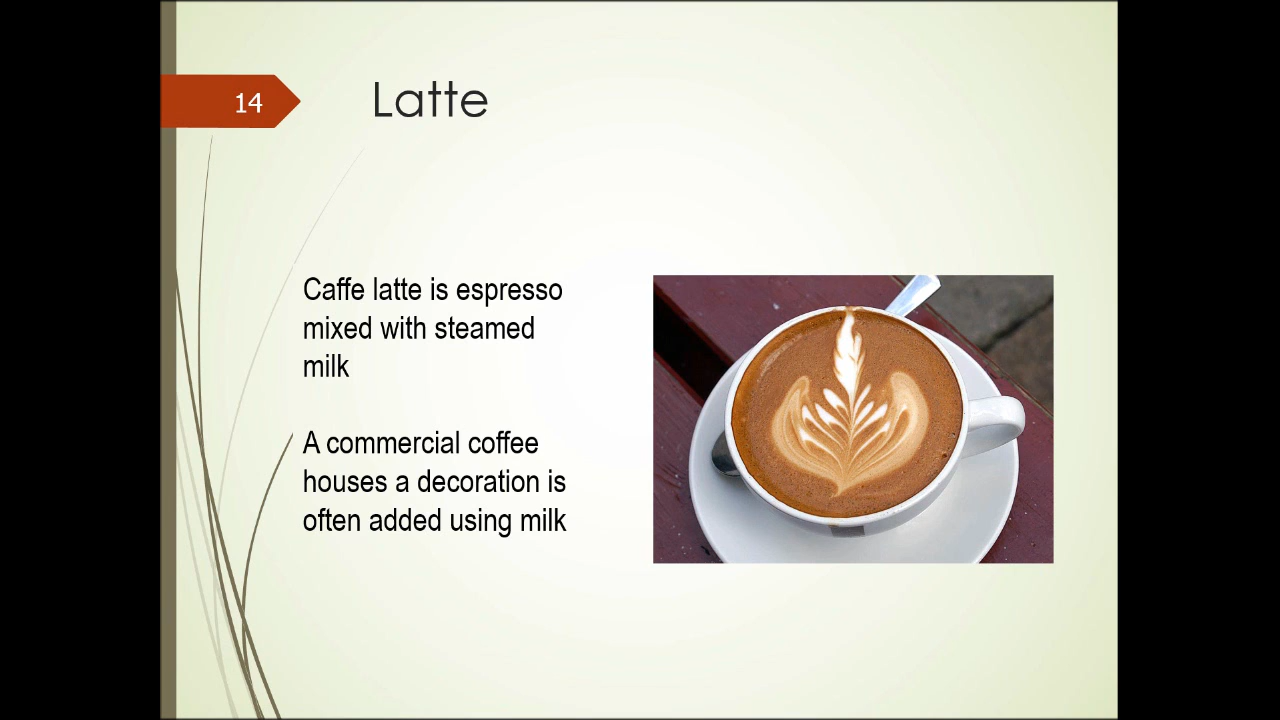 14
Latte
Caffe latte is espresso
mixed with steamed
milk
A commercial coffee
houses a decoration is
often added using milk